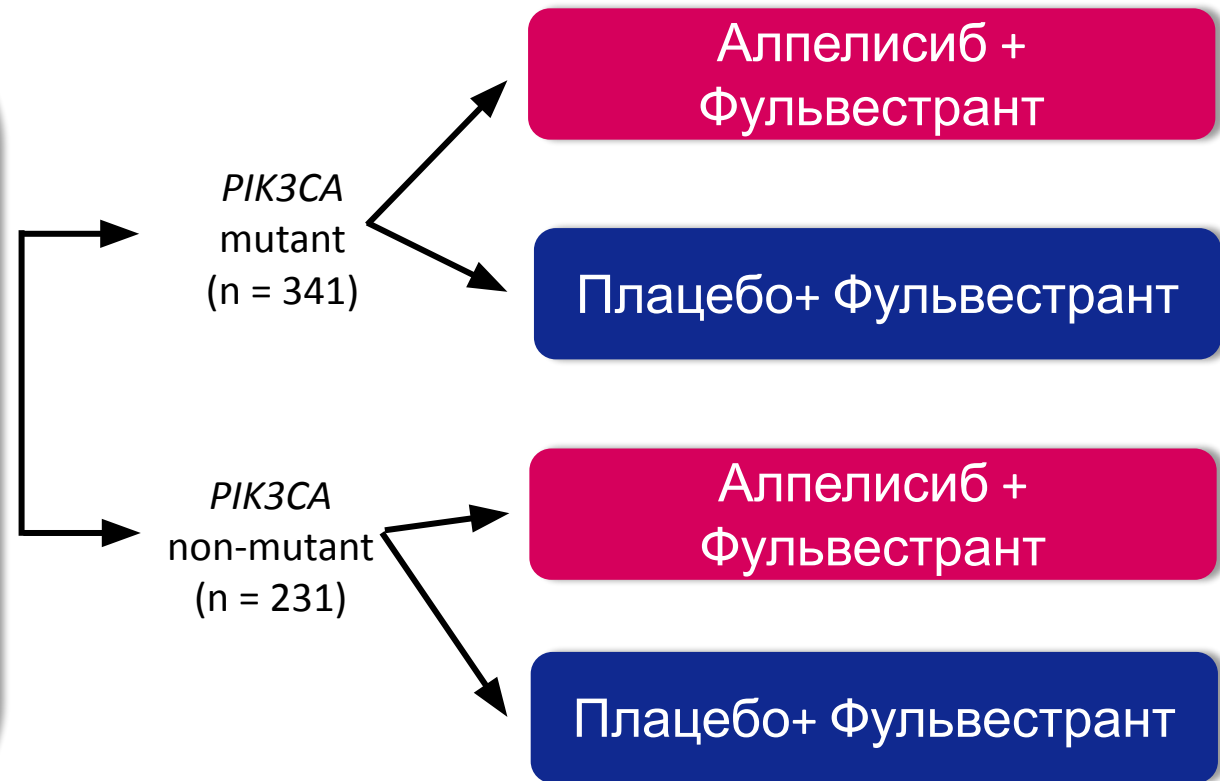 Алпелисиб +
Фульвестрант
PIK3CA
mutant
(n = 341)
Плацебо+ Фульвестрант
Алпелисиб +
Фульвестрант
PIK3CA
non-mutant
(n = 231)
Плацебо+ Фульвестрант